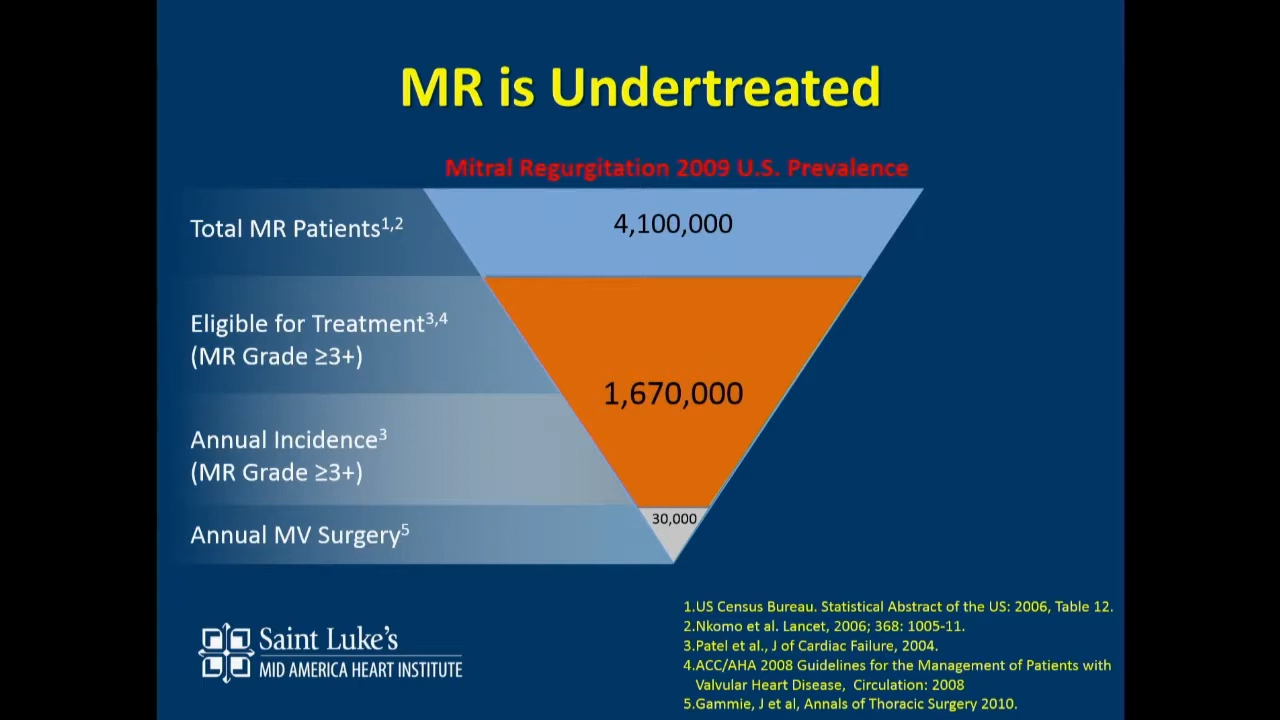 MR is Undertreated
Mitral Regurgitation 2009 U.S. Prevalence
Total MR Patients1,2
4,100,000
Eligible for Treatment3,4
(MR Grade ≥3+)
1,670,000
Annual Incidence3
(MR Grade ≥3+)
Annual MV Surgery5
30,000
1.US Census Bureau. Statistical Abstract of the US: 2006, Table 12.
2.Nkomo et al. Lancet, 2006; 368: 1005-11.
3.Patel et al., J of Cardiac Failure, 2004.
4.ACC/AHA 2008 Guidelines for the Management of Patients with
Valvular Heart Disease, Circulation: 2008
5.Gammie, J et al, Annals of Thoracic Surgery 2010.
Saint Luke's
MID AMERICA HEART INSTITUTE